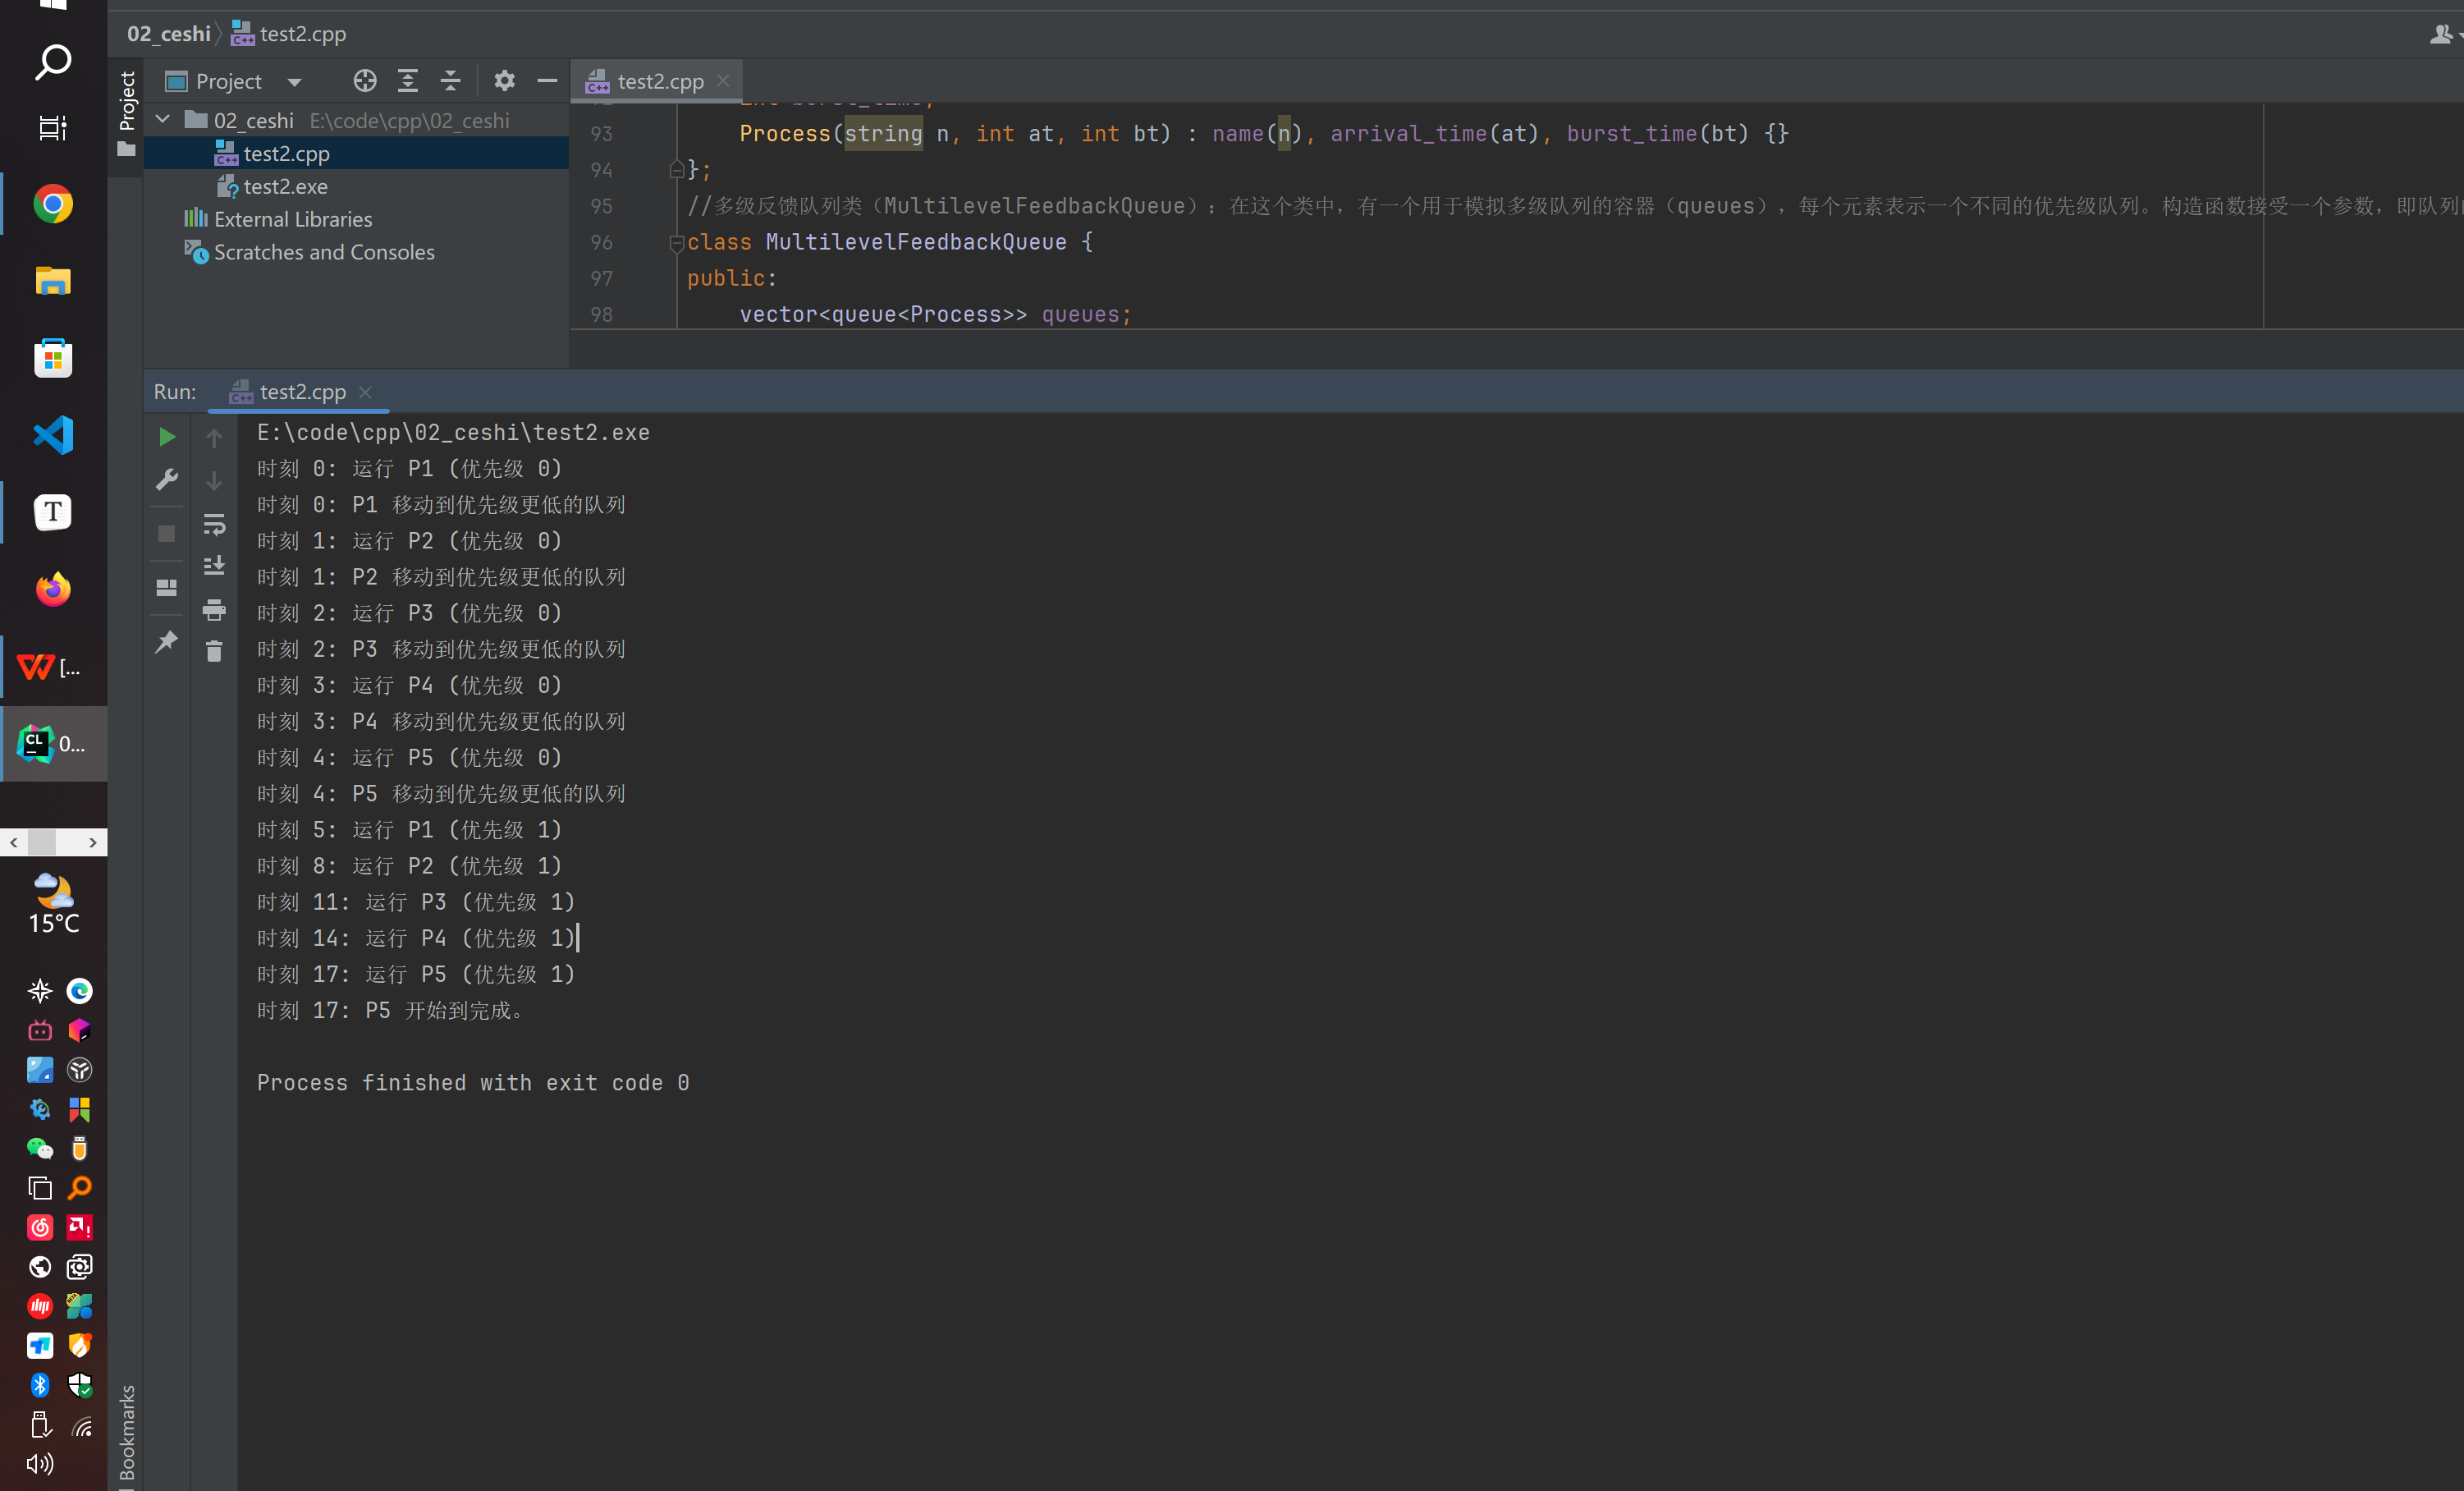 02_ceshi
test2.cpp
Project
Project
test2.cpp
02_ceshi E:\code\cpp\02_ceshi
test2.cpp
test2.exe
External Libraries
Scratches and Consoles
93 Process(string n, int at, int bt) : name(n), arrival_time(at), burst_time(bt) {}
94 };
95 //多级反馈队列类（MultilevelFeedbackQueue）：在这个类中，有一个用于模拟多级队列的容器（queues），每个元素表示一个不同的优先级队列。构造函数接受一个参数，即队列
96 class MultilevelFeedbackQueue {
97 public:
98 vector<queue<Process>> queues;
Run: test2.cpp
E:\code\cpp\02_ceshi\test2.exe
时刻 0: 运行 P1 (优先级 0)
时刻 0: P1 移动到优先级更低的队列
时刻 1: 运行 P2 (优先级 0)
时刻 1: P2 移动到优先级更低的队列
时刻 2: 运行 P3 (优先级 0)
时刻 2: P3 移动到优先级更低的队列
时刻 3: 运行 P4 (优先级 0)
时刻 3: P4 移动到优先级更低的队列
时刻 4: 运行 P5 (优先级 0)
时刻 4: P5 移动到优先级更低的队列
时刻 5: 运行 P1 (优先级 1)
时刻 8: 运行 P2 (优先级 1)
时刻 11: 运行 P3 (优先级 1)
时刻 14: 运行 P4 (优先级 1)
时刻 17: 运行 P5 (优先级 1)
时刻 17: P5 开始到完成。
Process finished with exit code 0
[...
CL 0...
15°C
Bookmarks